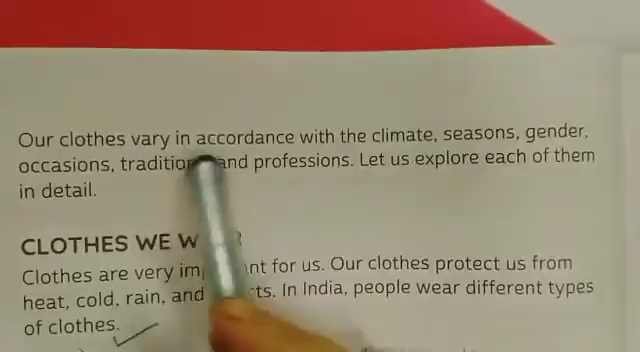 Our clothes vary in accordance with the climate, seasons, gender,
occasions, tradition and professions. Let us explore each of them
in detail.
CLOTHES WE W
Clothes are very im nt for us. Our clothes protect us from
heat, cold, rain, and ts. In India, people wear different types
of clothes.